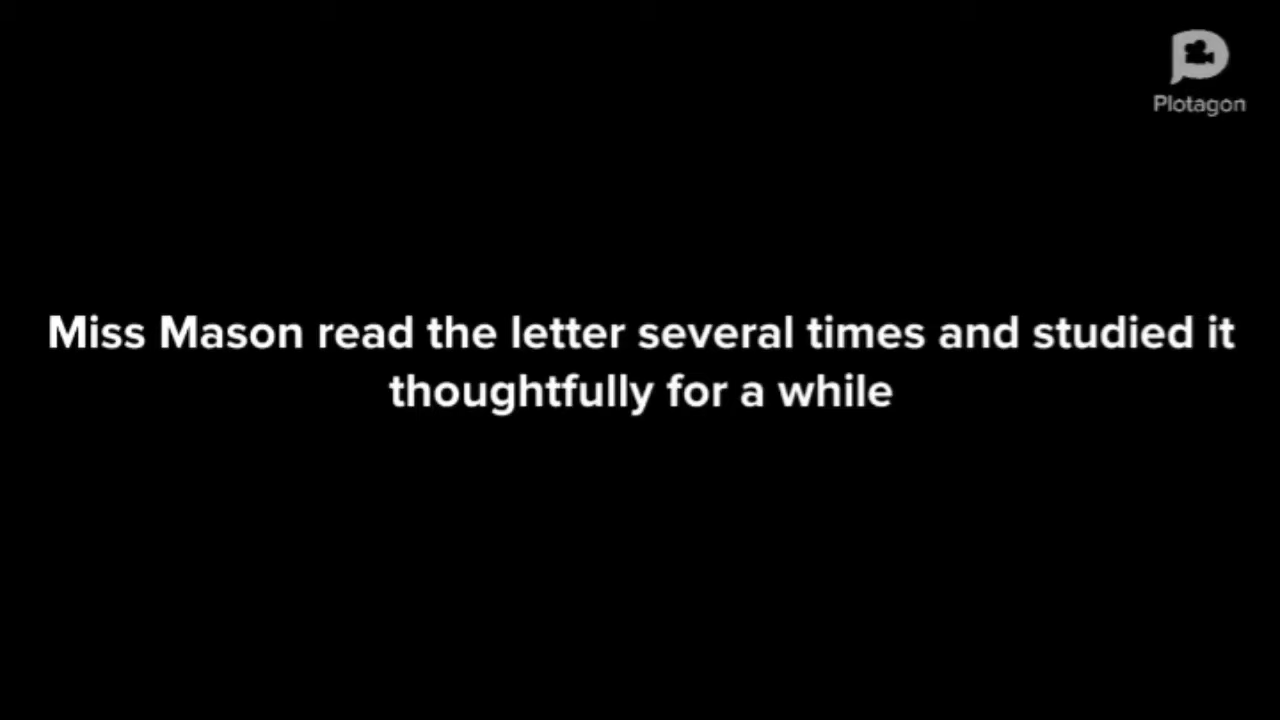 Plotagon
Miss Mason read the letter several times and studied it
thoughtfully for a while